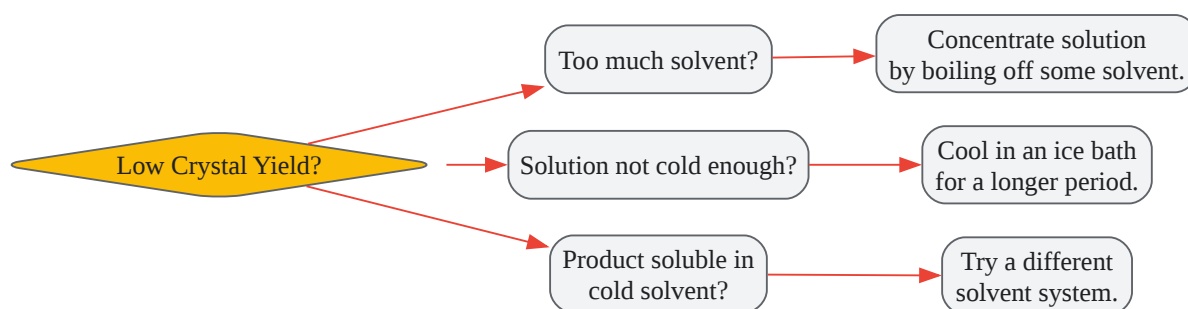 Low Crystal Yield?
Too much solvent?
Concentrate solution
by boiling off some solvent.
Solution not cold enough?
Cool in an ice bath
for a longer period.
Product soluble in
cold solvent?
Try a different
solvent system.